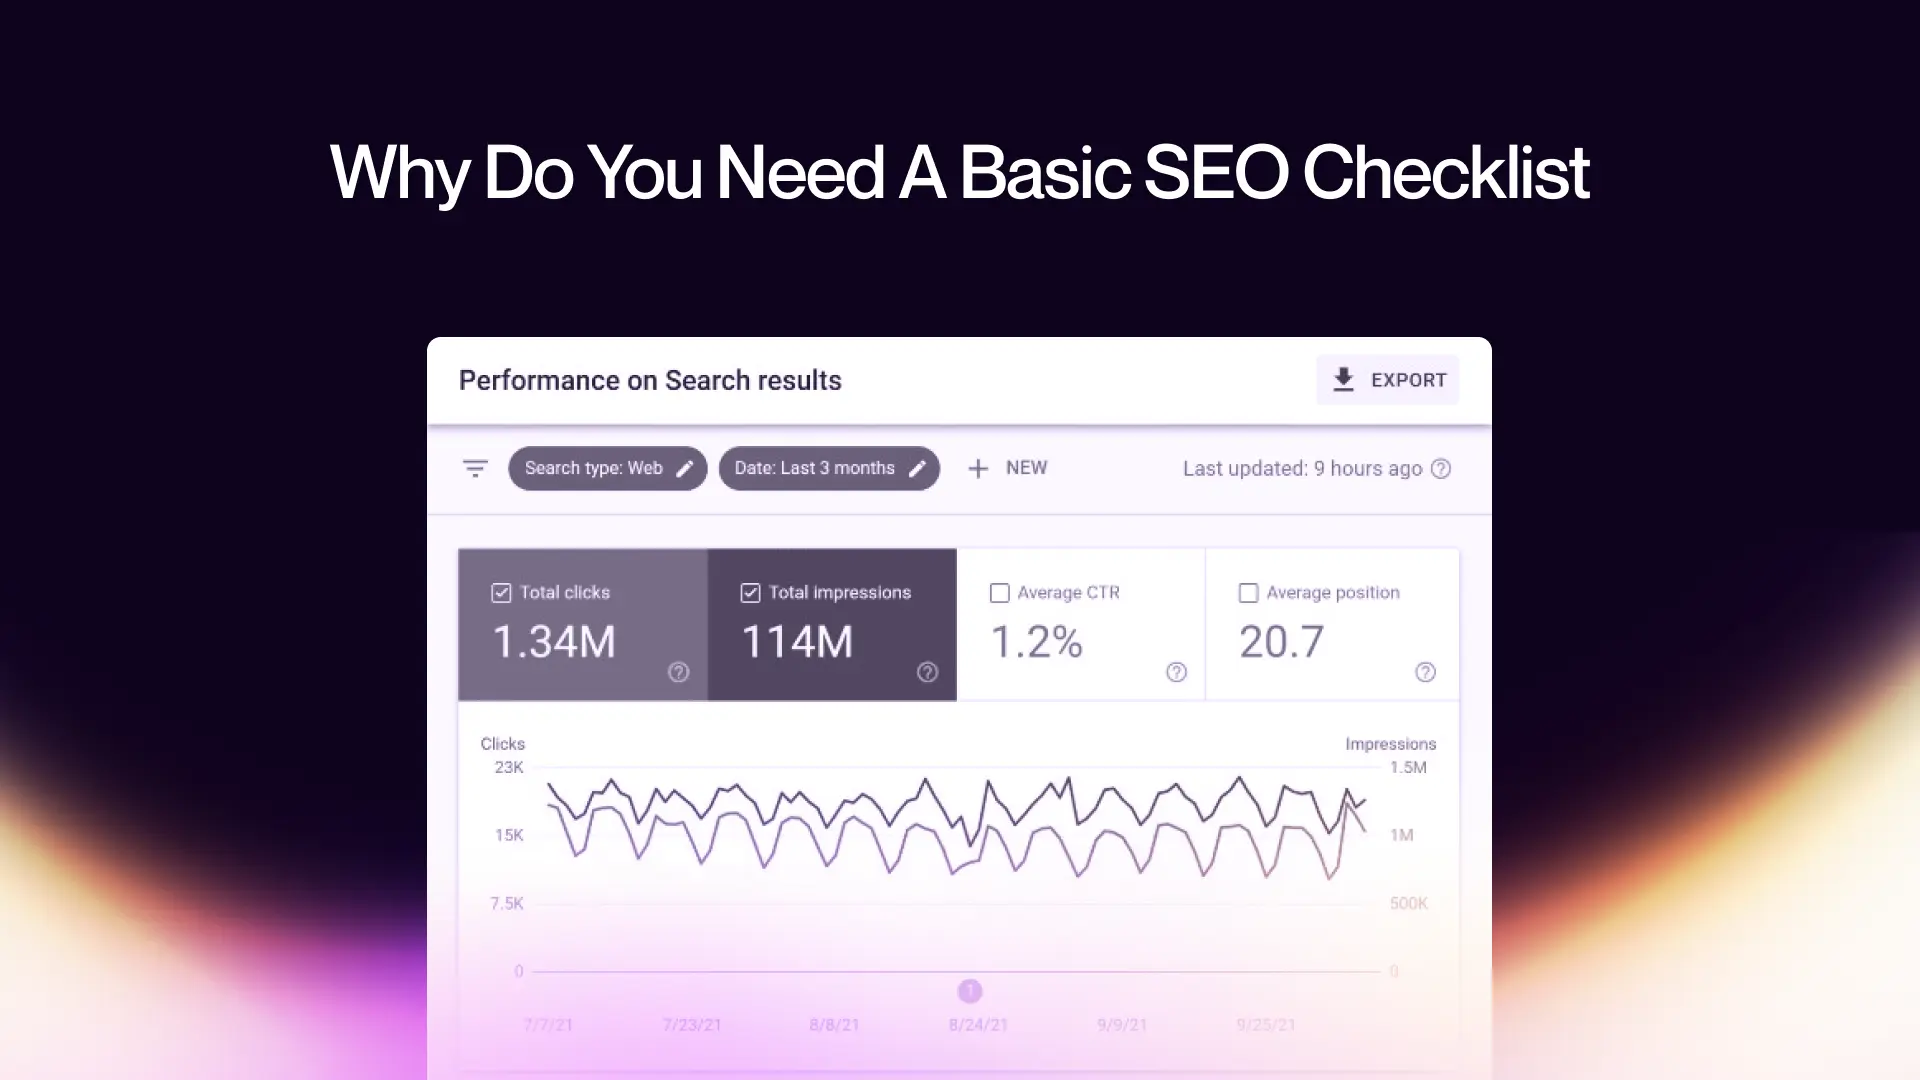 Why Do You Need A Basic SEO Checklist
Performance on Search results
EXPORT
Search type: Web
Date: Last 3 months
NEW
Last updated: 9 hours ago
Total clicks
1.34M
Total impressions
114M
Average CTR
1.2%
Average position
20.7
Clicks
Impressions
23K
1.5M
15K
1M
7.5K
500K
0
0
1
7/7/21 7/23/21 8/8/21 8/24/21 9/9/21 9/25/21